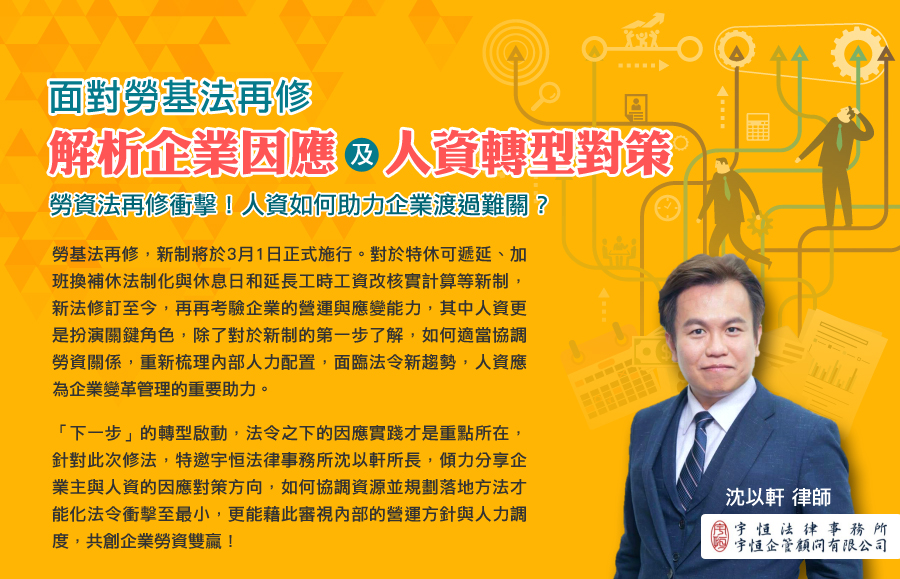 面對勞基法再修
解析企業因應及人資轉型對策
勞資法再修衝擊！人資如何助力企業渡過難關？
勞基法再修，新制將於3月1日正式施行。對於特休可遞延、加
班換補休法制化與休息日和延長工時工資改核實計算等新制，
新法修訂至今，再再考驗企業的營運與應變能力，其中人資更
是扮演關鍵角色，除了對於新制的第一步了解，如何適當協調
勞資關係，重新梳理內部人力配置，面臨法令新趨勢，人資應
為企業變革管理的重要助力。
「下一步」的轉型啟動，法令之下的因應實踐才是重點所在，
針對此次修法，特邀宇恒法律事務所沈以軒所長，傾力分享企
業主與人資的因應對策方向，如何協調資源並規劃落地方法才
能化法令衝擊至最小，更能藉此審視內部的營運方針與人力調
度，共創企業勞資雙贏！
沈以軒 律師
宇恒法律事務所
宇恒企管顧問有限公司